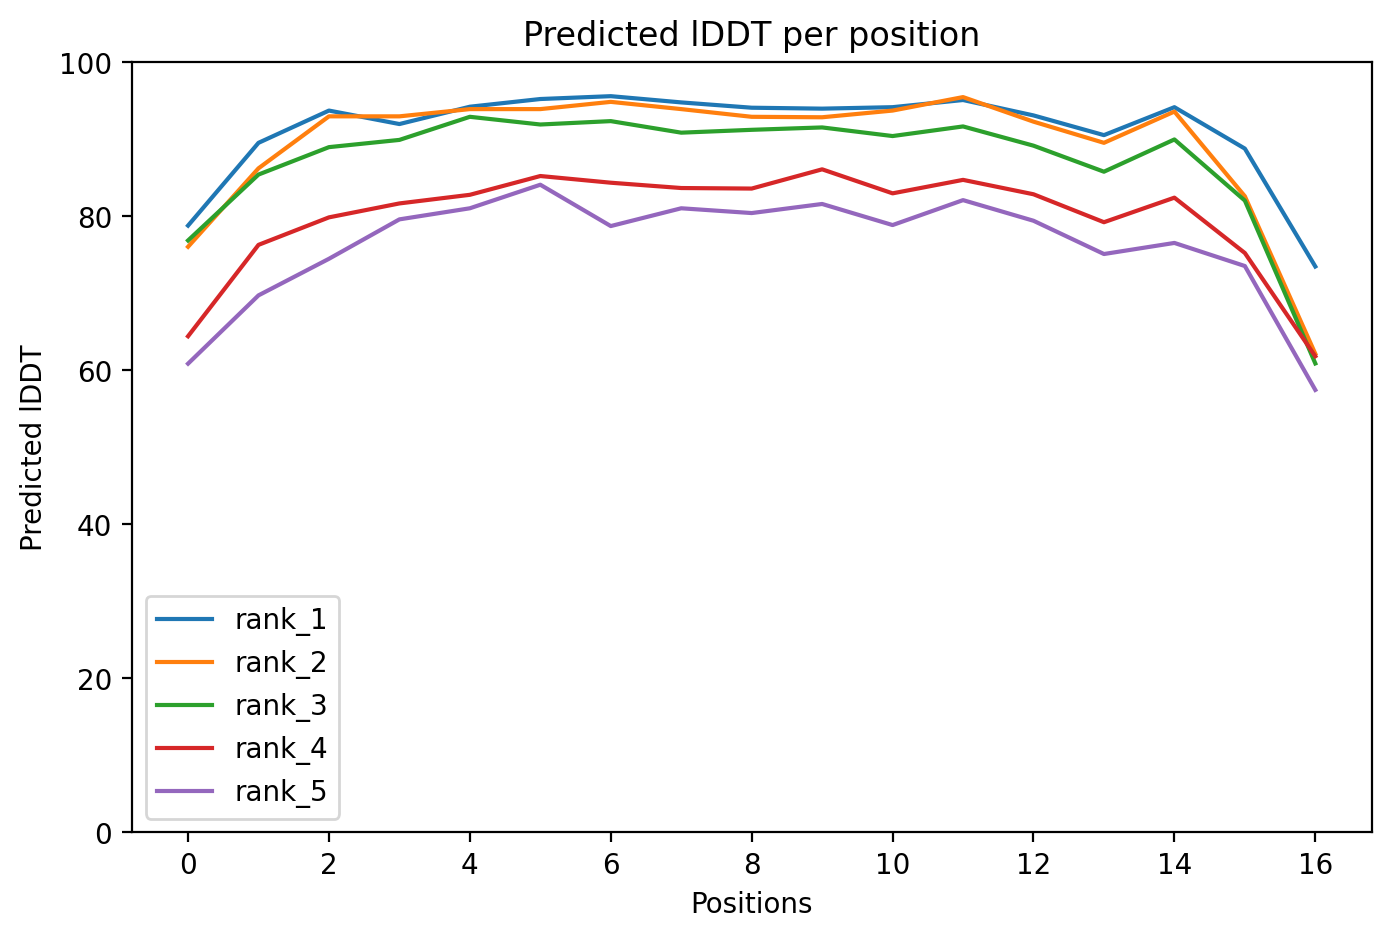 Predicted lDDT per position
100
80
60
40
20
0
Predicted lDDT
rank_1
rank_2
rank_3
rank_4
rank_5
0 2 4 6 8 10 12 14 16
Positions